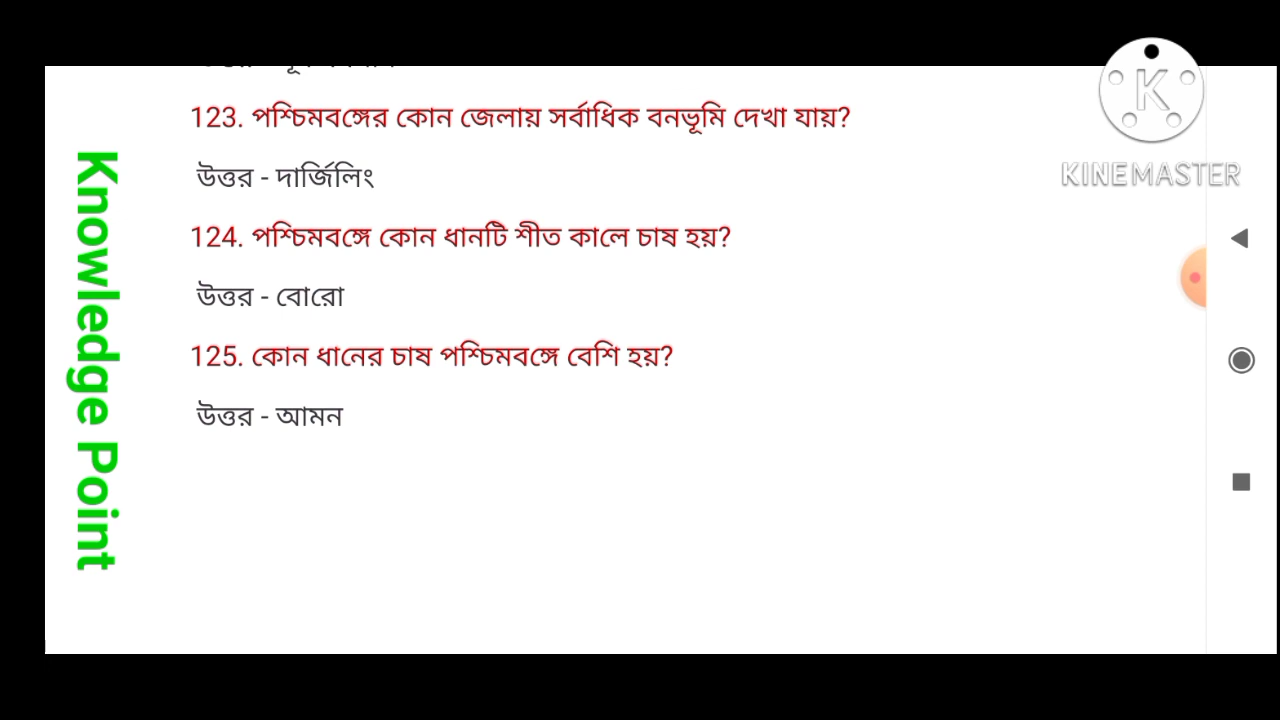 123. পশ্চিমবঙ্গের কোন জেলায় সর্বাধিক বনভূমি দেখা যায়?
উত্তর - দার্জিলিং
124. পশ্চিমবঙ্গে কোন ধানটি শীত কালে চাষ হয়?
উত্তর - বোরো
125. কোন ধানের চাষ পশ্চিমবঙ্গে বেশি হয়?
উত্তর - আমন
Knowledge Point
K
KINEMASTER